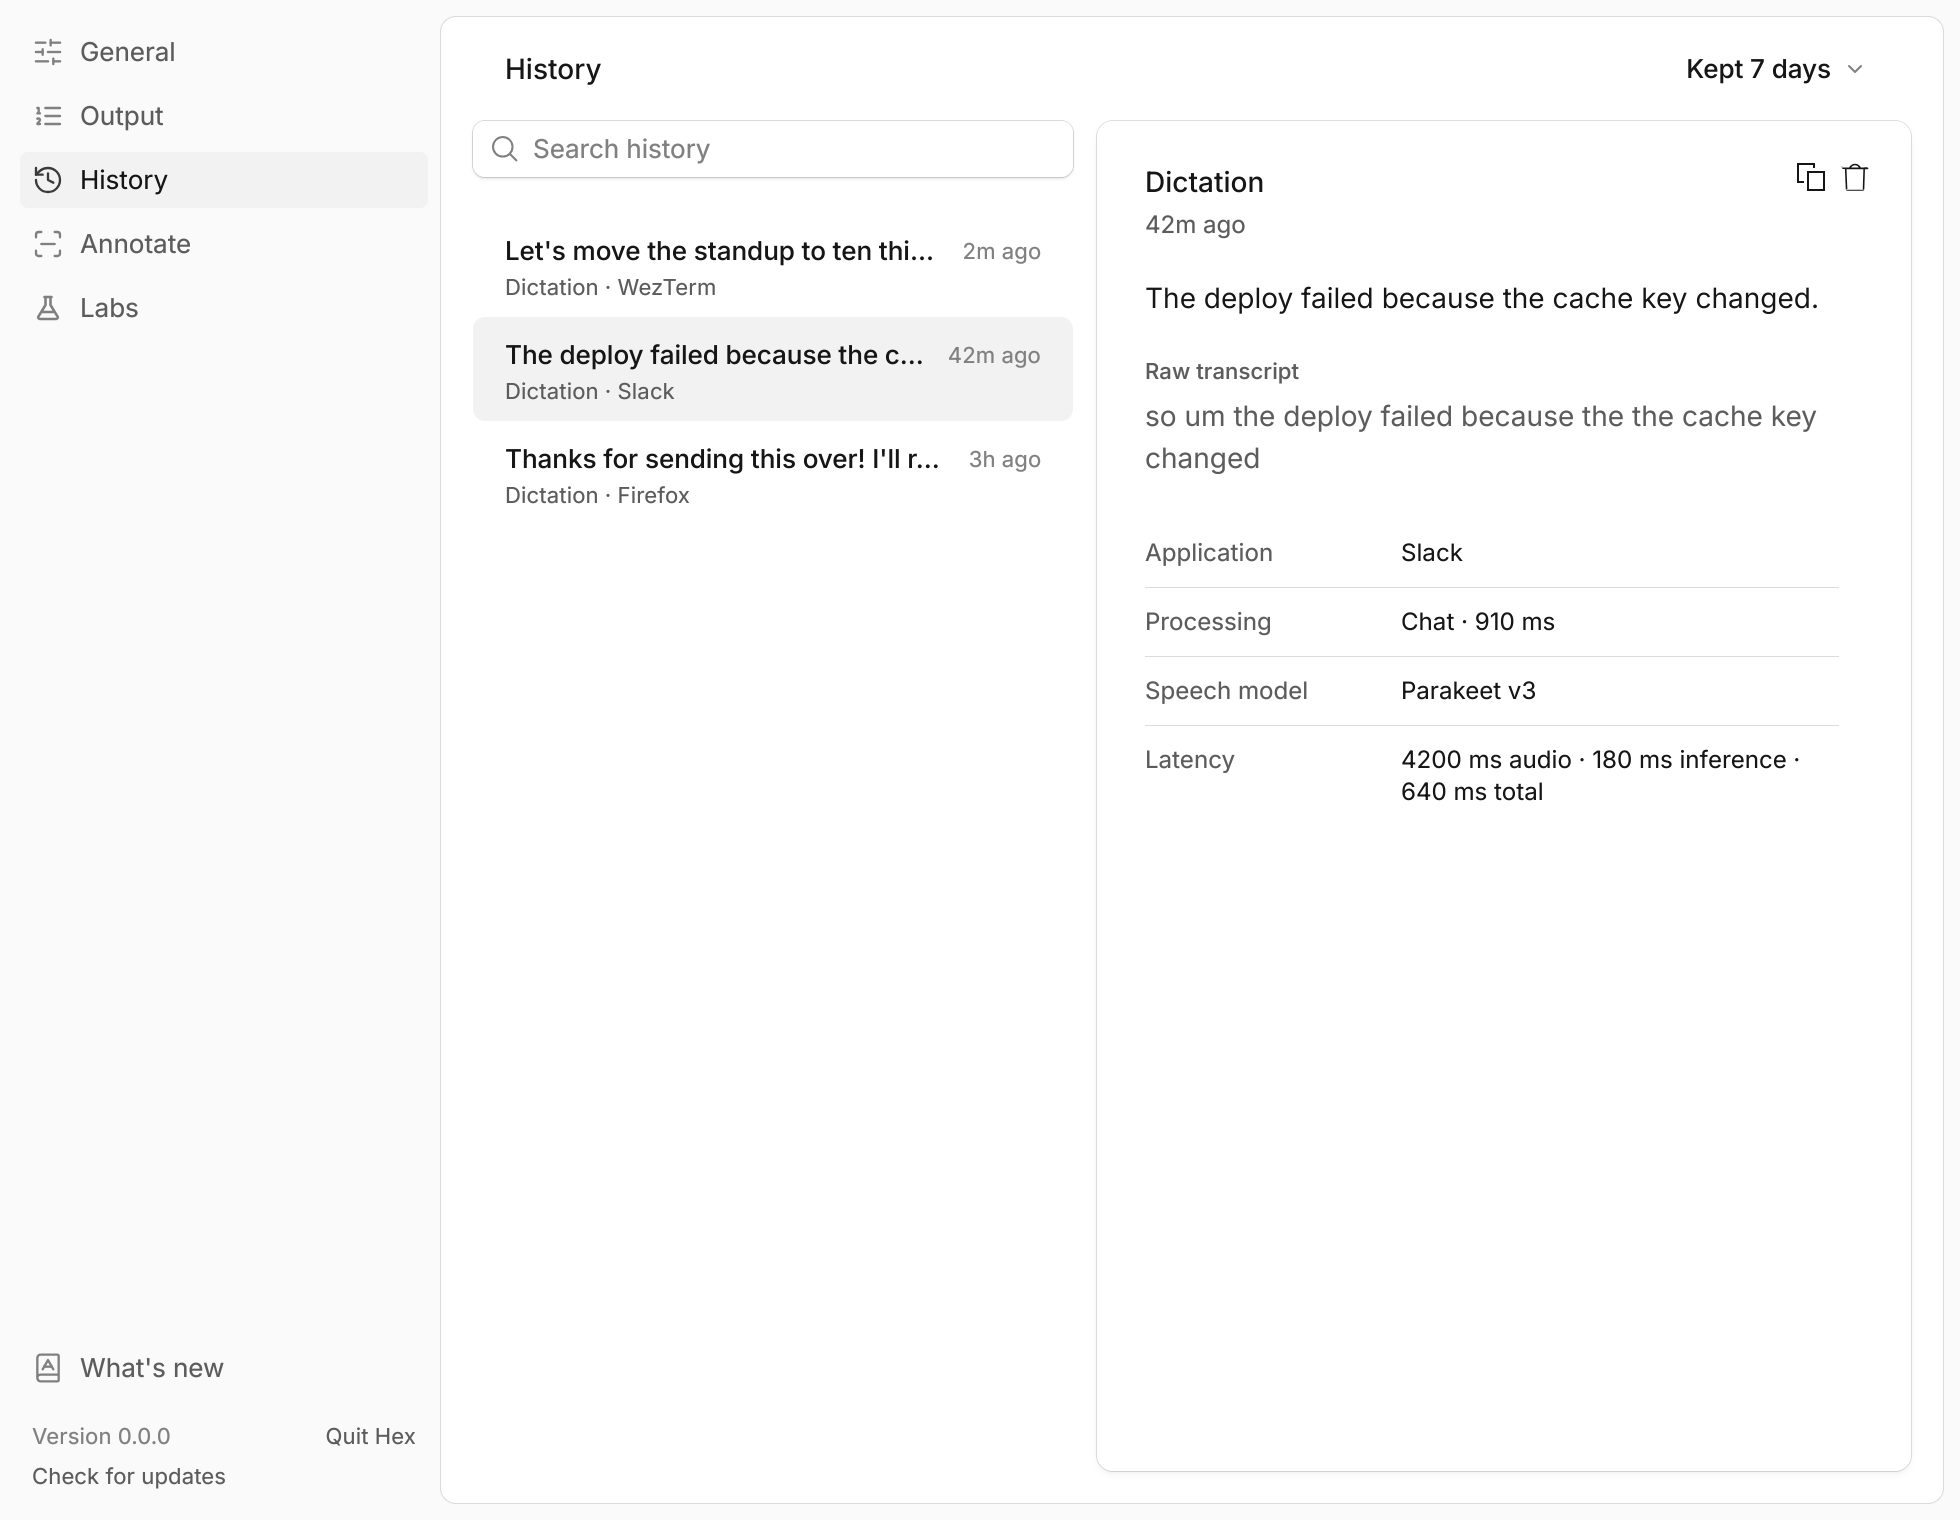 General
Output
History
Annotate
Labs
What's new
Version 0.0.0
Quit Hex
Check for updates
History
Kept 7 days
Search history
Let's move the standup to ten thi... 2m ago
Dictation · WezTerm
The deploy failed because the c... 42m ago
Dictation · Slack
Thanks for sending this over! I'll r... 3h ago
Dictation · Firefox
Dictation
42m ago
The deploy failed because the cache key changed.
Raw transcript
so um the deploy failed because the the cache key
changed
Application Slack
Processing Chat · 910 ms
Speech model Parakeet v3
Latency 4200 ms audio · 180 ms inference ·
640 ms total